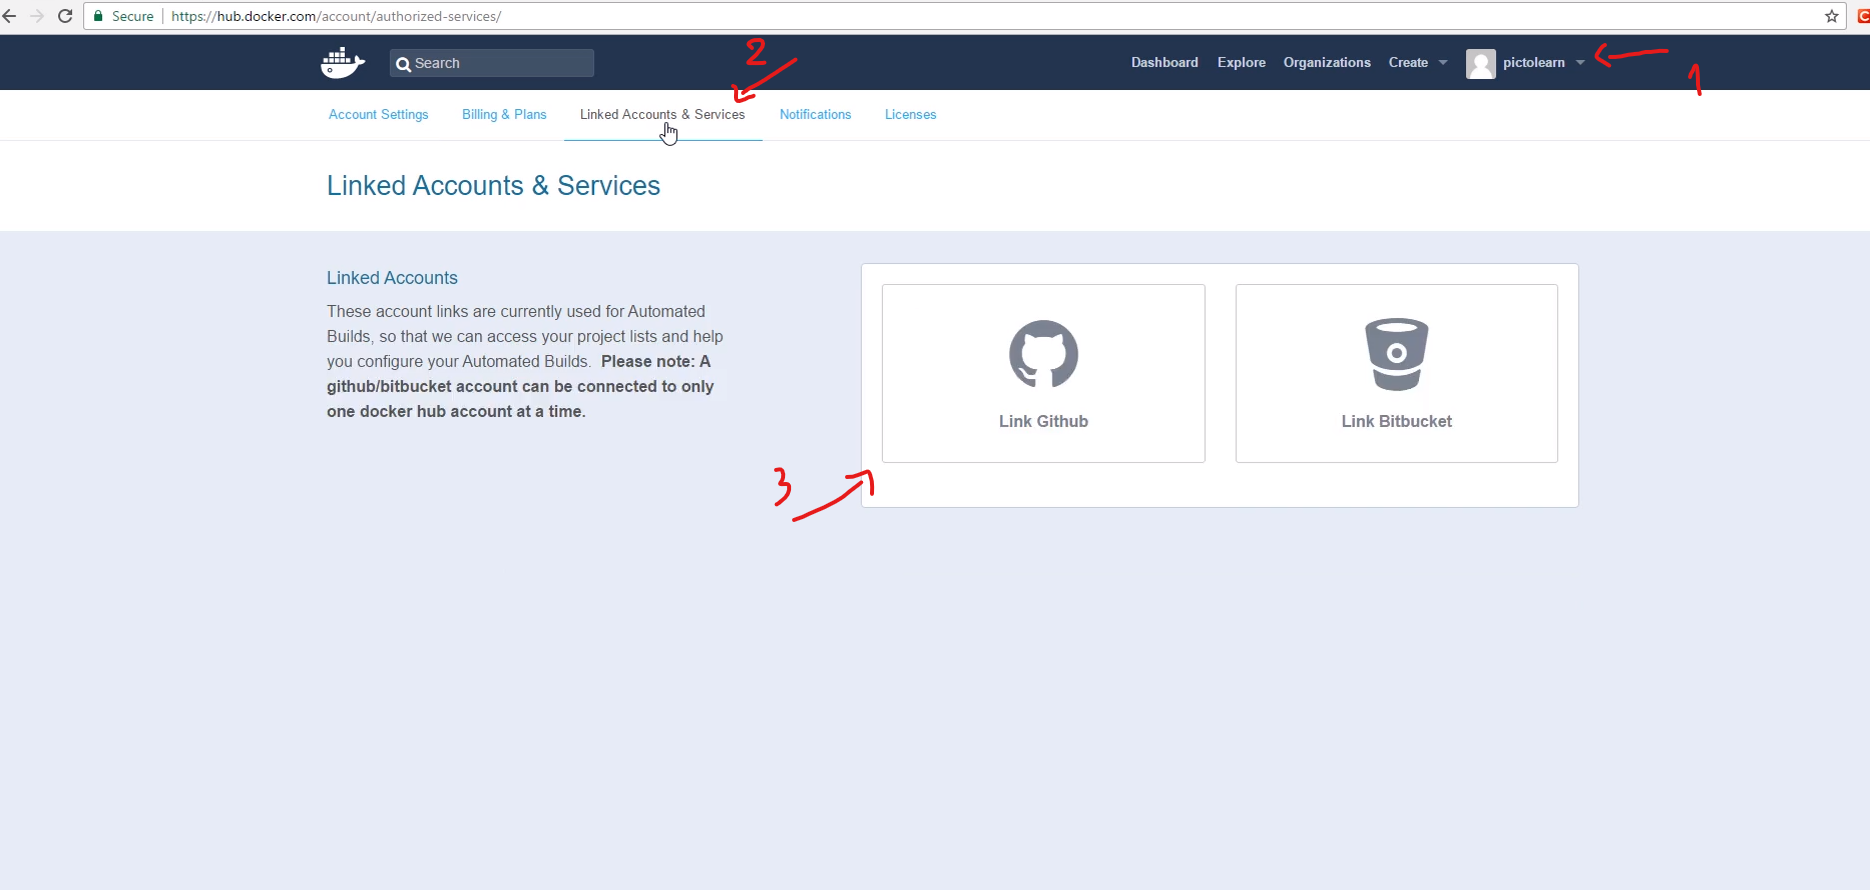 Secure https://hub.docker.com/account/authorized-services/
2
Search
Dashboard Explore Organizations Create pictolearn
1
Account Settings Billing & Plans Linked Accounts & Services Notifications Licenses
Linked Accounts & Services
Linked Accounts
These account links are currently used for Automated
Builds, so that we can access your project lists and help
you configure your Automated Builds. Please note: A
github/bitbucket account can be connected to only
one docker hub account at a time.
Link Github
Link Bitbucket
3